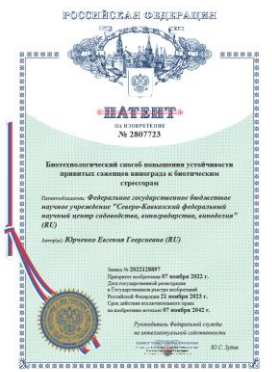 РОССИЙСКАЯ ФЕДЕРАЦИЯ
ПАТЕНТ
НА ИЗОБРЕТЕНИЕ
№ 2807723
Биотехнологический способ повышения устойчивости
привитых саженцев винограда к биотическим
стрессорам
Патентообладатель: Федеральное государственное бюджетное
научное учреждение "Северо-Кавказский федеральный
научный центр садоводства, виноградарства, виноделия"
(RU)
Автор(ы): Юрченко Евгения Георгиевна (RU)
Заявка № 2022128897
Приоритет изобретения 07 ноября 2022 г.
Дата государственной регистрации
в Государственном реестре изобретений
Российской Федерации 21 ноября 2023 г.
Срок действия исключительного права
на изобретение истекает 07 ноября 2042 г.
Руководитель Федеральной службы
по интеллектуальной собственности
Ю.С. Зубов